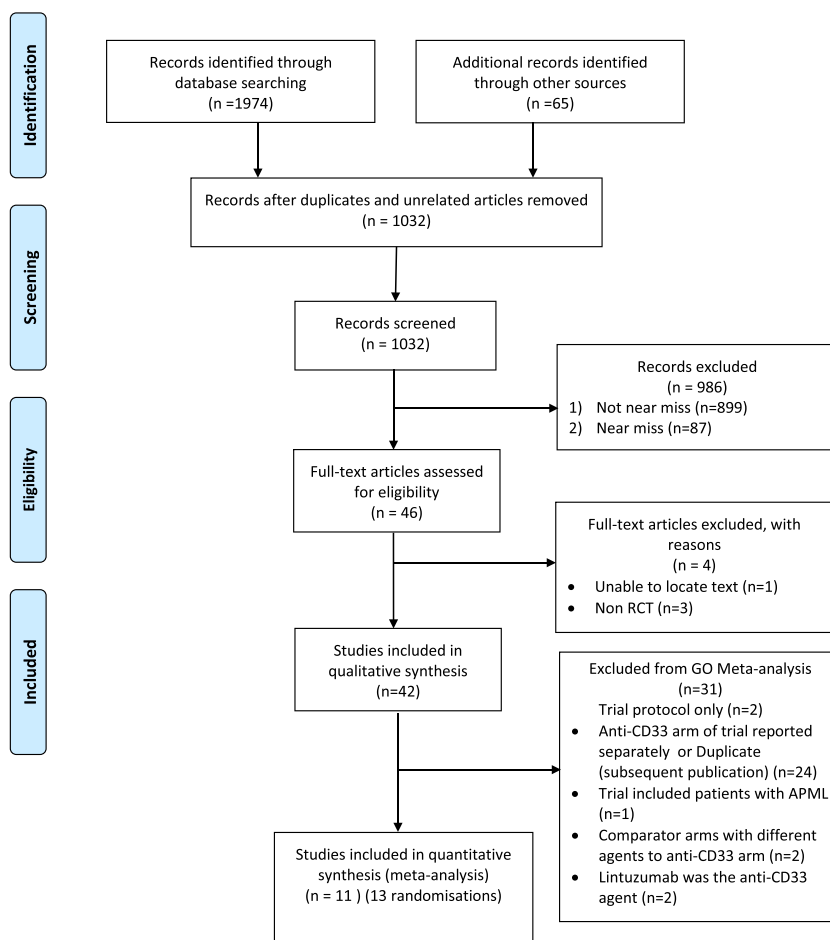 Identification
Records identified through
database searching
(n =1974)
Additional records identified
through other sources
(n =65)
Records after duplicates and unrelated articles removed
(n = 1032)
Screening
Records screened
(n = 1032)
Records excluded
(n = 986)
1) Not near miss (n=899)
2) Near miss (n=87)
Eligibility
Full-text articles assessed
for eligibility
(n = 46)
Full-text articles excluded, with
reasons
(n = 4)
• Unable to locate text (n=1)
• Non RCT (n=3)
Included
Studies included in
qualitative synthesis
(n=42)
Excluded from GO Meta-analysis
(n=31)
Trial protocol only (n=2)
• Anti-CD33 arm of trial reported
separately or Duplicate
(subsequent publication) (n=24)
• Trial included patients with APML
(n=1)
• Comparator arms with different
agents to anti-CD33 arm (n=2)
• Lintuzumab was the anti-CD33
agent (n=2)
Studies included in quantitative
synthesis (meta-analysis)
(n = 11 ) (13 randomisations)